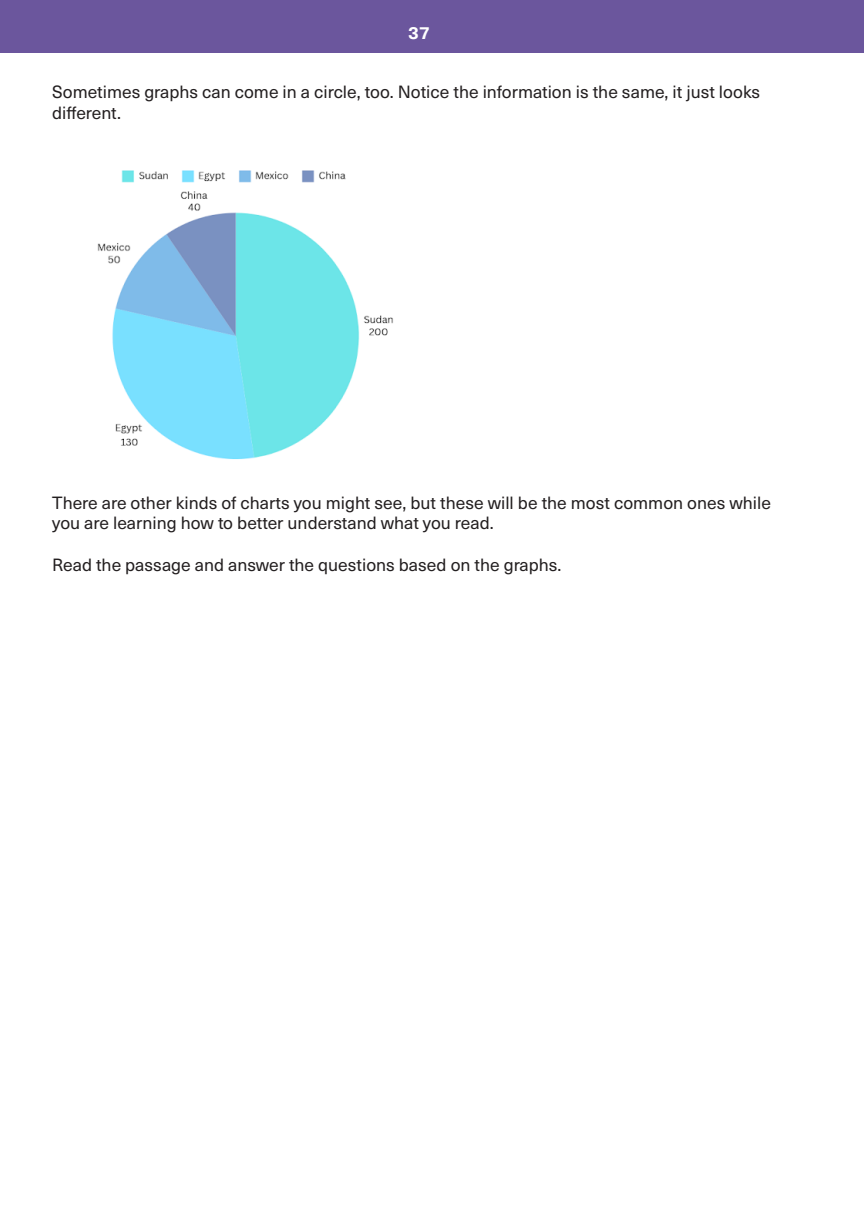 37
Sometimes graphs can come in a circle, too. Notice the information is the same, it just looks
different.
Sudan Egypt Mexico China
China
40
Mexico
50
Sudan
200
Egypt
130
There are other kinds of charts you might see, but these will be the most common ones while
you are learning how to better understand what you read.
Read the passage and answer the questions based on the graphs.